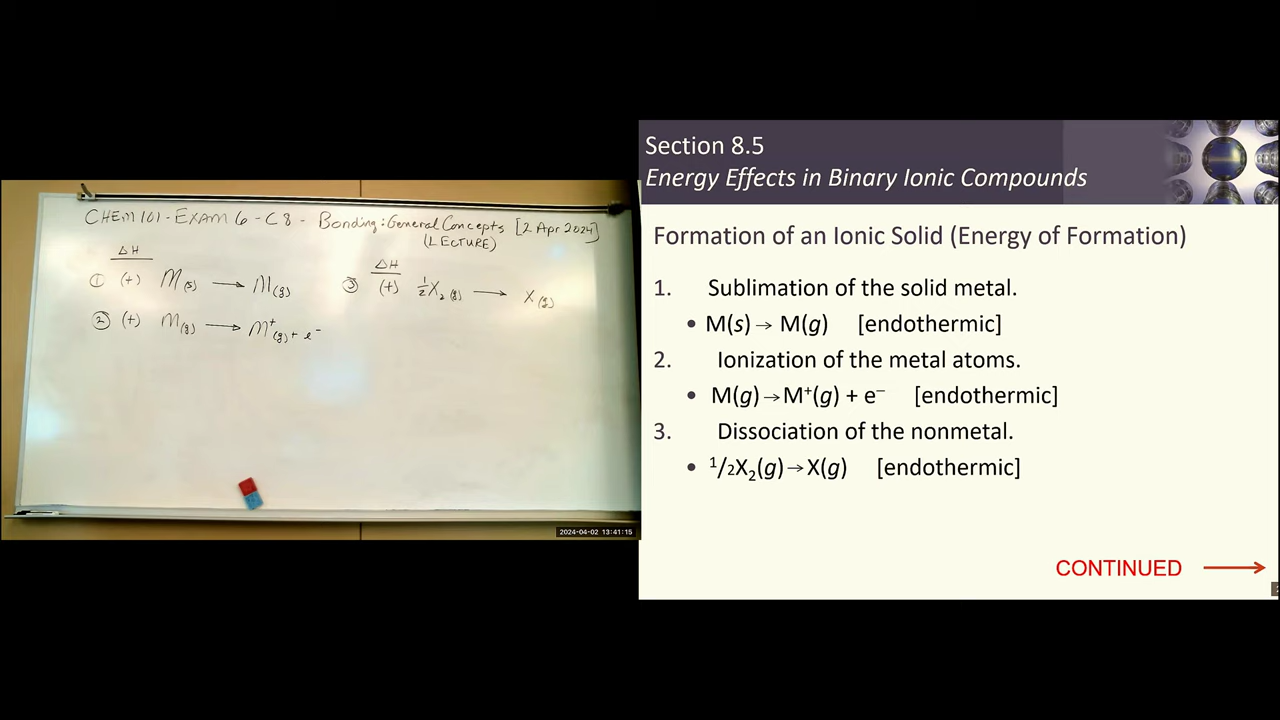 CHEM 101 - EXAM 6 - C8 - Bonding: General Concepts [2 Apr 2024]
(LECTURE)
ΔH
① (+) M(s) → M(g)
② (+) M(g) → M⁺(g) + e⁻
ΔH
③ (+) ½X₂(g) → X(g)
2024-04-02 13:41:15
Section 8.5
Energy Effects in Binary Ionic Compounds
Formation of an Ionic Solid (Energy of Formation)
1. Sublimation of the solid metal.
• M(s) → M(g) [endothermic]
2. Ionization of the metal atoms.
• M(g) → M⁺(g) + e⁻ [endothermic]
3. Dissociation of the nonmetal.
• 1/2X₂(g) → X(g) [endothermic]
CONTINUED →